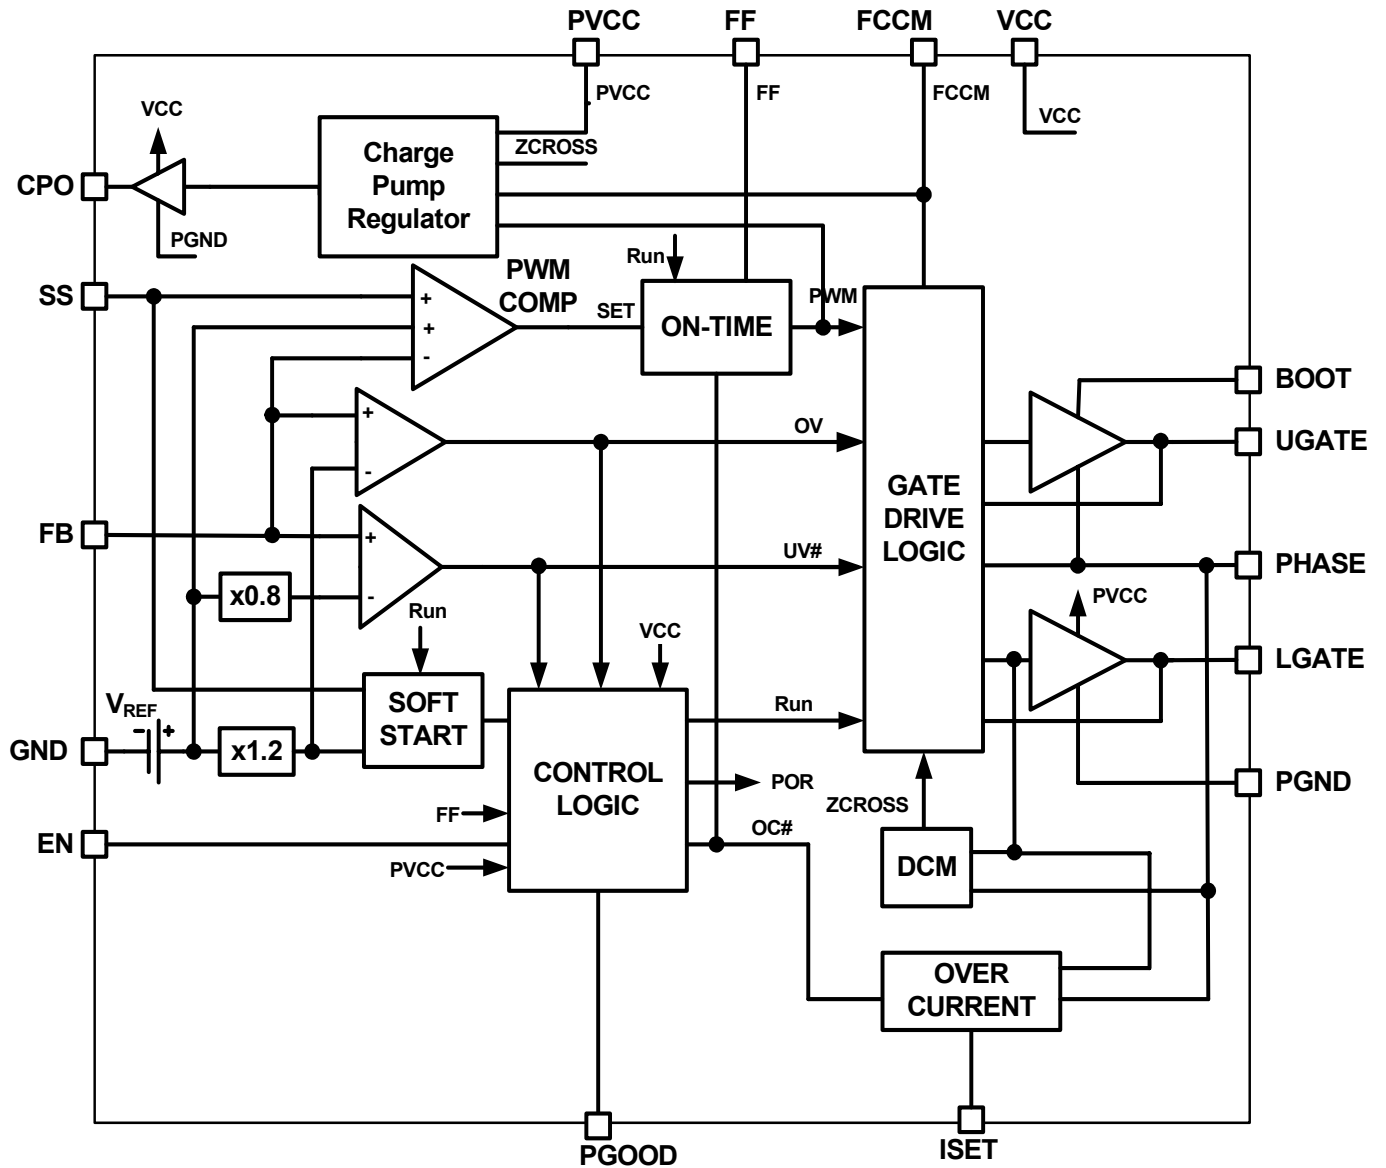 PVCC FF FCCM VCC
PVCC FF FCCM
VCC VCC
ZCROSS
Charge
Pump
Regulator
CPO
PGND
Run
PWM
COMP
SS
+
SET
PWM
ON-TIME
+
-
BOOT
+
OV
UGATE
-
GATE
DRIVE
LOGIC
FB
+
UV#
PHASE
x0.8
-
Run
PVCC
VCC
LGATE
SOFT
START
VREF
- +
Run
GND
x1.2
CONTROL
LOGIC
POR
PGND
ZCROSS
FF
OC#
EN
PVCC
DCM
OVER
CURRENT
PGOOD
ISET